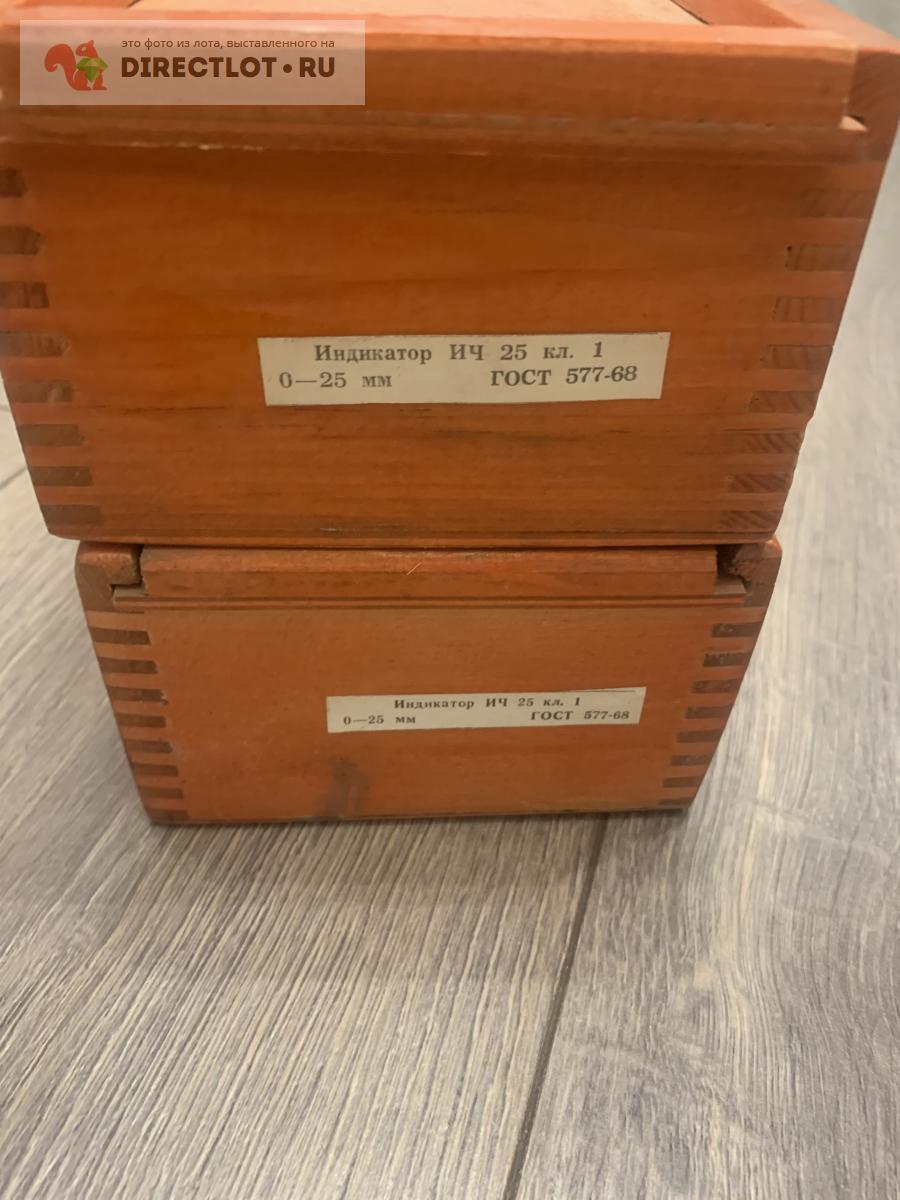 это фото из лота, выставленного на
DIRECTLOT•RU
Индикатор ИЧ 25 кл. 1
0—25 мм ГОСТ 577-68
Индикатор ИЧ 25 кл. 1
0—25 мм ГОСТ 577-68